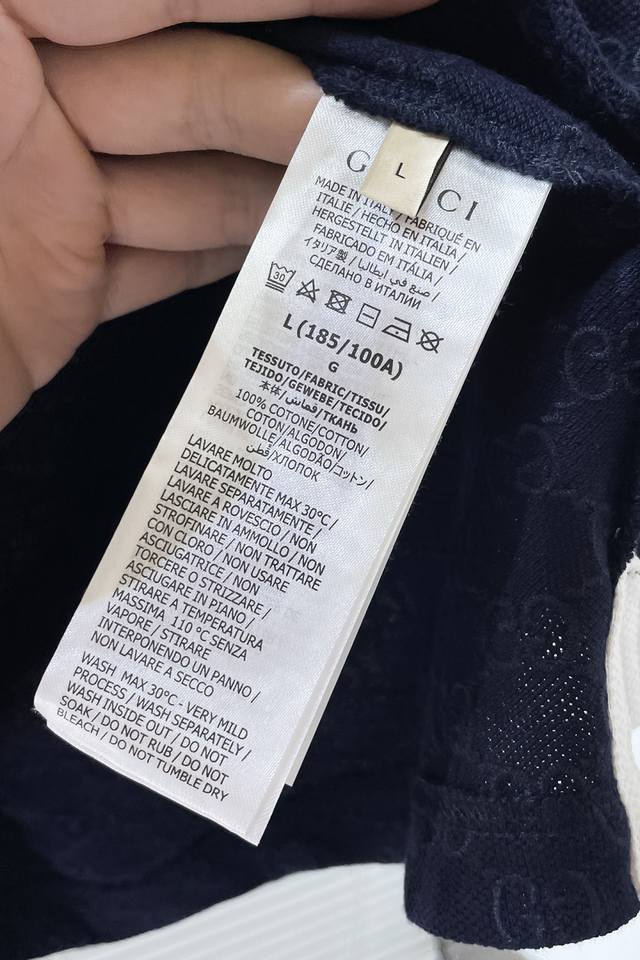 L
G CI
MADE IN ITALY / FABRIQUÉ EN
ITALIE / HECHO EN ITALIA /
HERGESTELLT IN ITALIEN /
FABRICADO EM ITÁLIA /
イタリア製 / صنع في ايطاليا /
СДЕЛАНО В ИТАЛИИ
30
L (185/100A)
G
TESSUTO/FABRIC/TISSU/
TEJIDO/GEWEBE/TECIDO/
本体/قماش/ТКАНЬ
100% COTONE/COTTON/
COTON/ALGODON/
BAUMWOLLE/ALGODÃO/コットン/
قطن/ХЛОПОК
LAVARE MOLTO
DELICATAMENTE MAX 30°C /
LAVARE SEPARATAMENTE /
LAVARE A ROVESCIO / NON
LASCIARE IN AMMOLLO / NON
STROFINARE / NON TRATTARE
CON CLORO / NON USARE
ASCIUGATRICE / NON
TORCERE O STRIZZARE /
ASCIUGARE IN PIANO /
STIRARE A TEMPERATURA
MASSIMA 110 °C SENZA
VAPORE / STIRARE
INTERPONENDO UN PANNO /
NON LAVARE A SECCO
WASH MAX 30°C - VERY MILD
PROCESS / WASH SEPARATELY /
WASH INSIDE OUT / DO NOT
SOAK / DO NOT RUB / DO NOT
BLEACH / DO NOT TUMBLE DRY